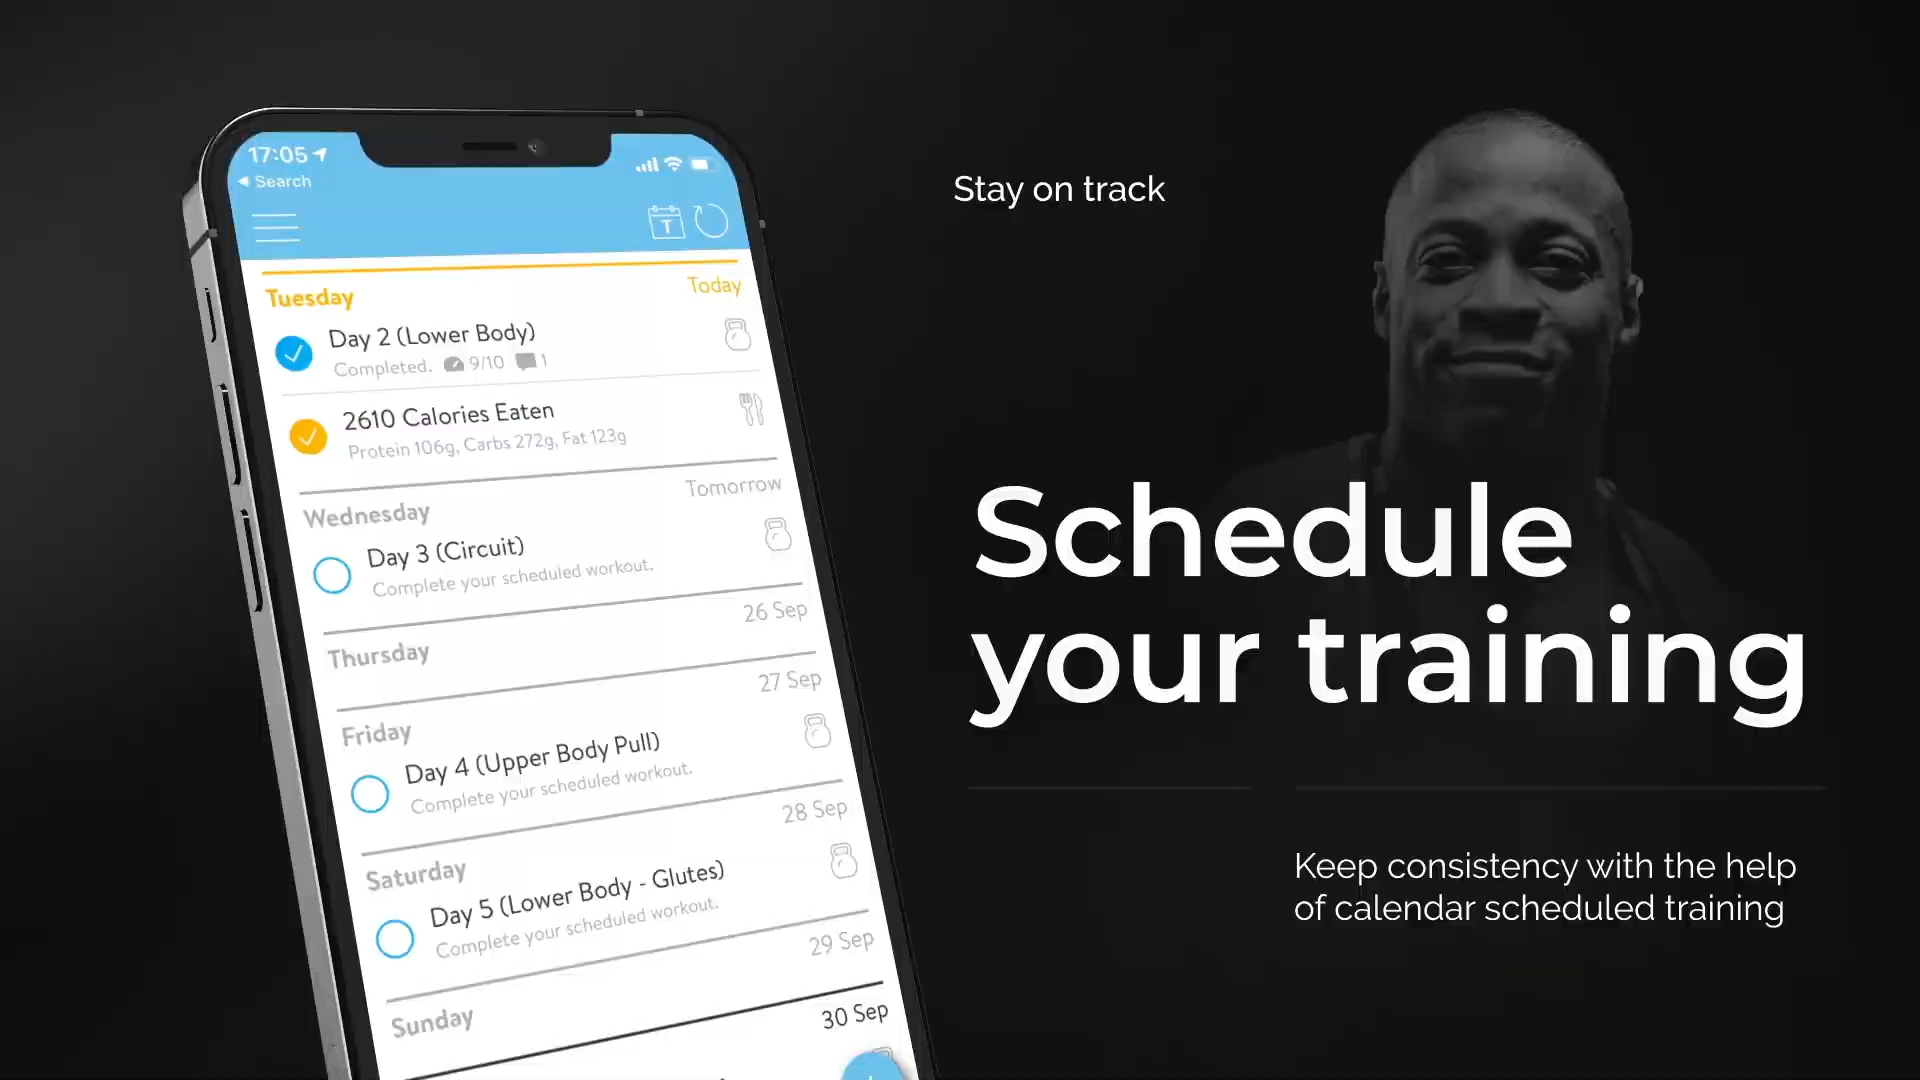 17:05
Search
T
Tuesday
Today
Day 2 (Lower Body)
Completed. 9/10 1
2610 Calories Eaten
Protein 106g, Carbs 272g, Fat 123g
Wednesday
Tomorrow
Day 3 (Circuit)
Complete your scheduled workout.
Thursday
26 Sep
Friday
27 Sep
Day 4 (Upper Body Pull)
Complete your scheduled workout.
Saturday
28 Sep
Day 5 (Lower Body - Glutes)
Complete your scheduled workout.
Sunday
29 Sep
30 Sep
Stay on track
Schedule
your training
Keep consistency with the help
of calendar scheduled training